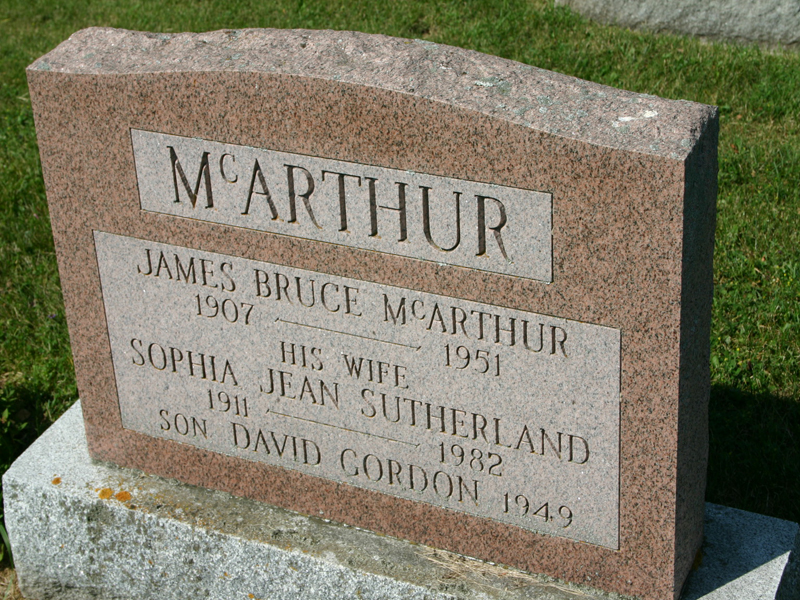 McARTHUR
JAMES BRUCE McARTHUR
1907 1951
HIS WIFE
SOPHIA JEAN SUTHERLAND
1911 1982
SON DAVID GORDON 1949